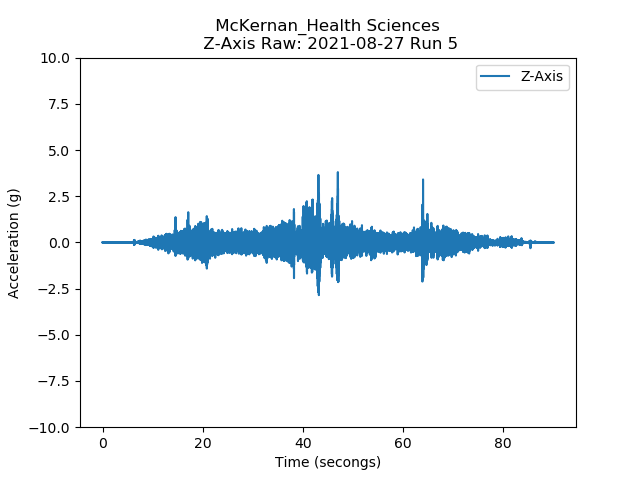 McKernan_Health Sciences
Z-Axis Raw: 2021-08-27 Run 5
Z-Axis
10.0
7.5
5.0
2.5
0.0
−2.5
−5.0
−7.5
−10.0
Acceleration (g)
0 20 40 60 80
Time (secongs)